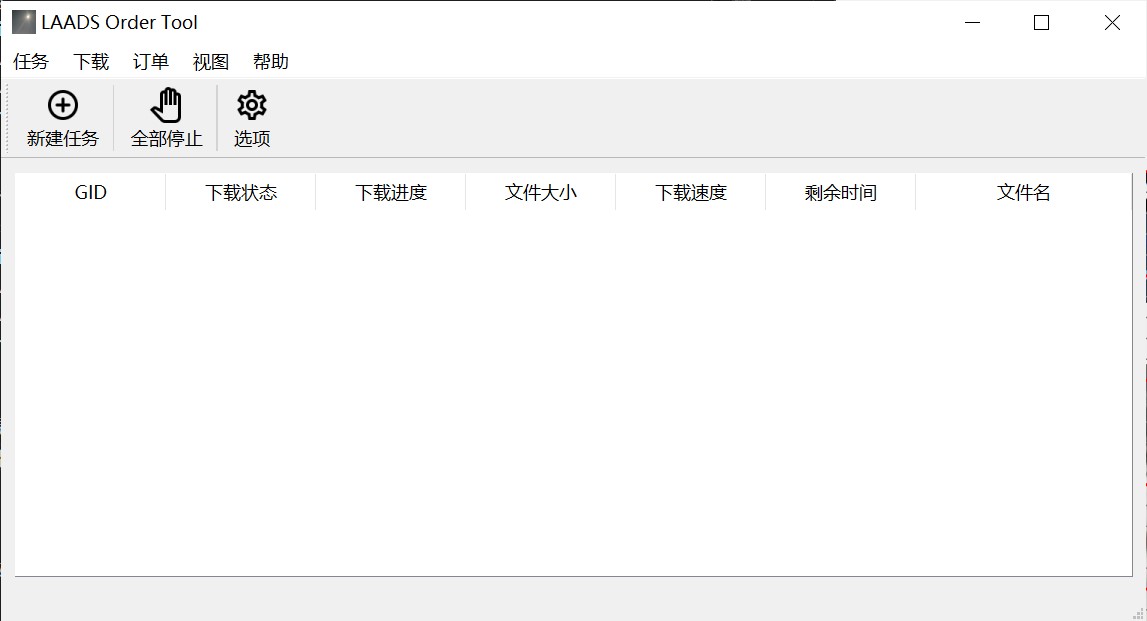 LAADS Order Tool
任务 下载 订单 视图 帮助
新建任务 全部停止 选项
GID 下载状态 下载进度 文件大小 下载速度 剩余时间 文件名